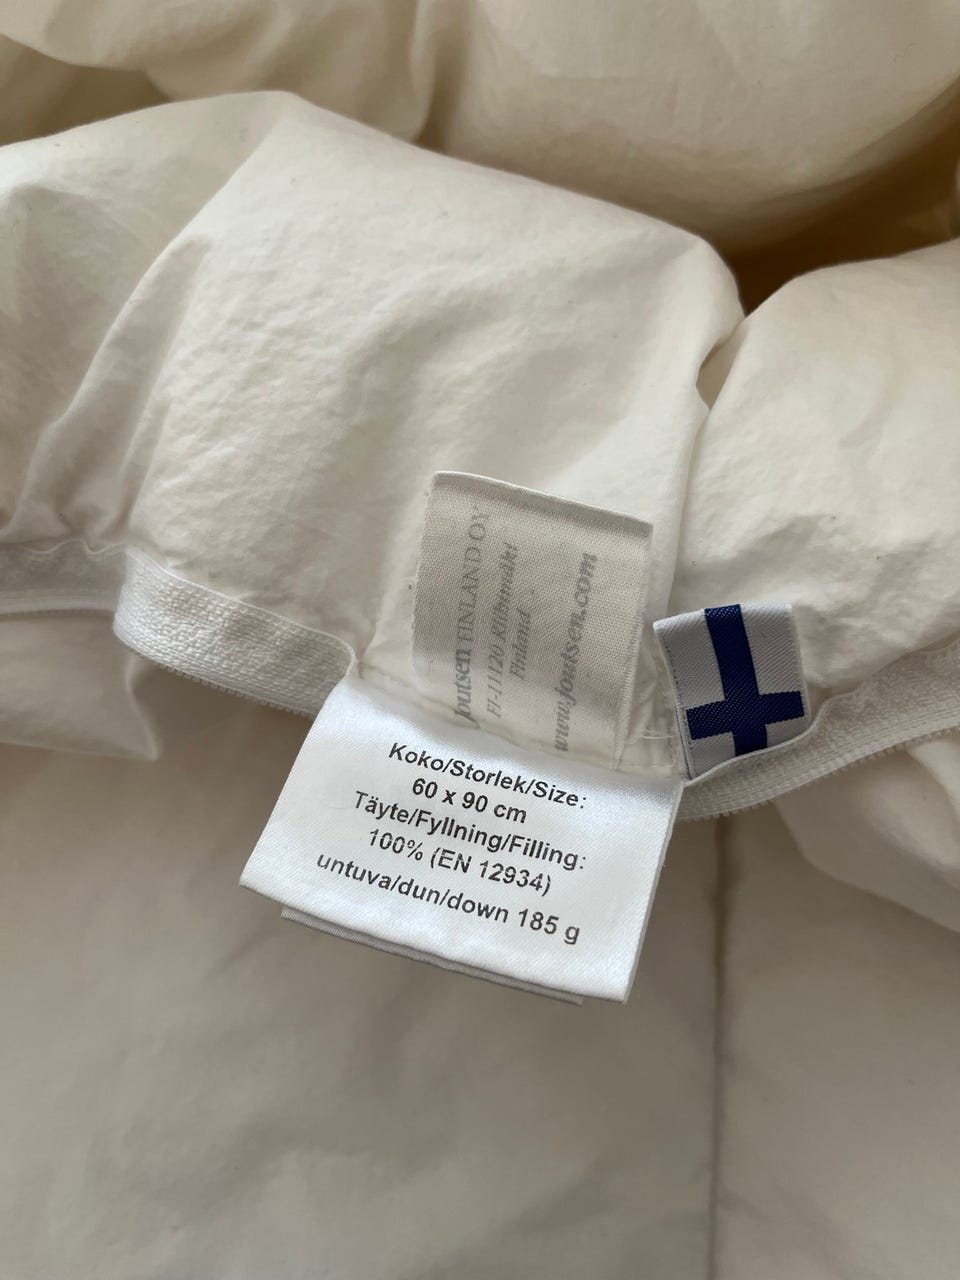 Joutsen FINLAND OY
FI-11120 Riihimäki
Finland
www.joutsen.com
Koko/Storlek/Size:
60 x 90 cm
Täyte/Fyllning/Filling:
100% (EN 12934)
untuva/dun/down 185 g